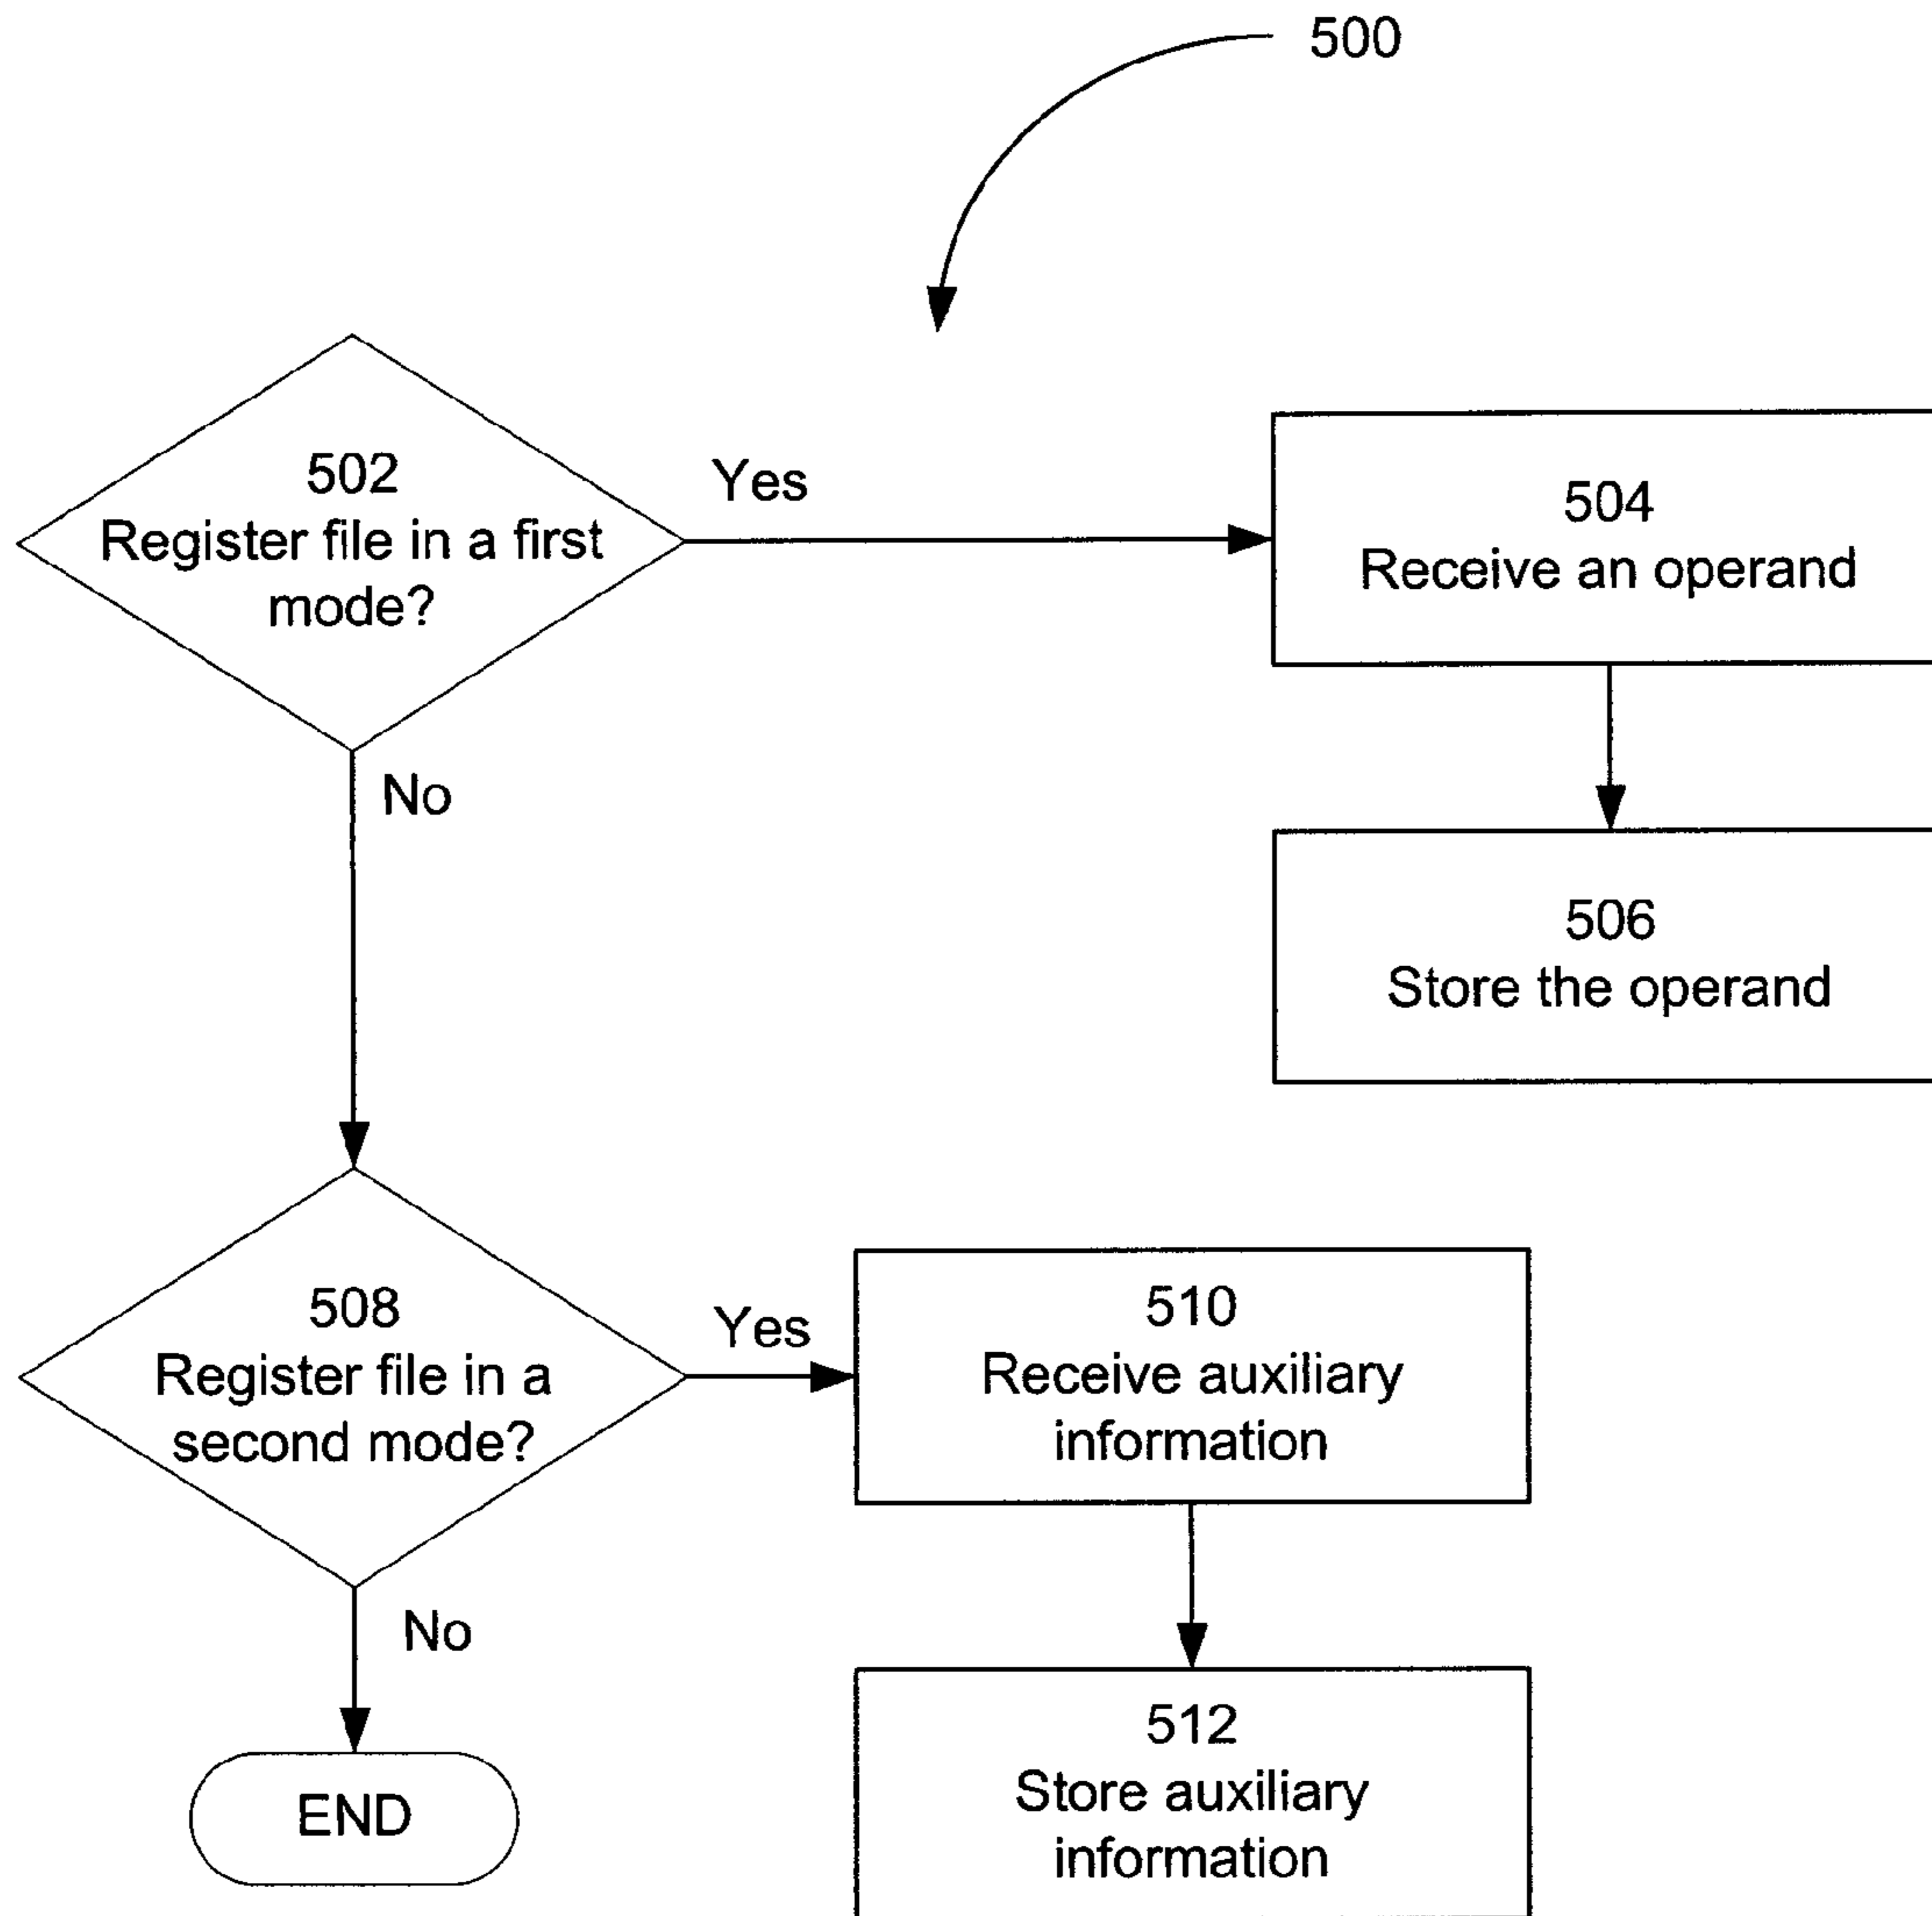 500
502
Register file in a first
mode?
Yes
504
Receive an operand
No
506
Store the operand
508
Register file in a
second mode?
Yes
510
Receive auxiliary
information
No
512
Store auxiliary
information
END